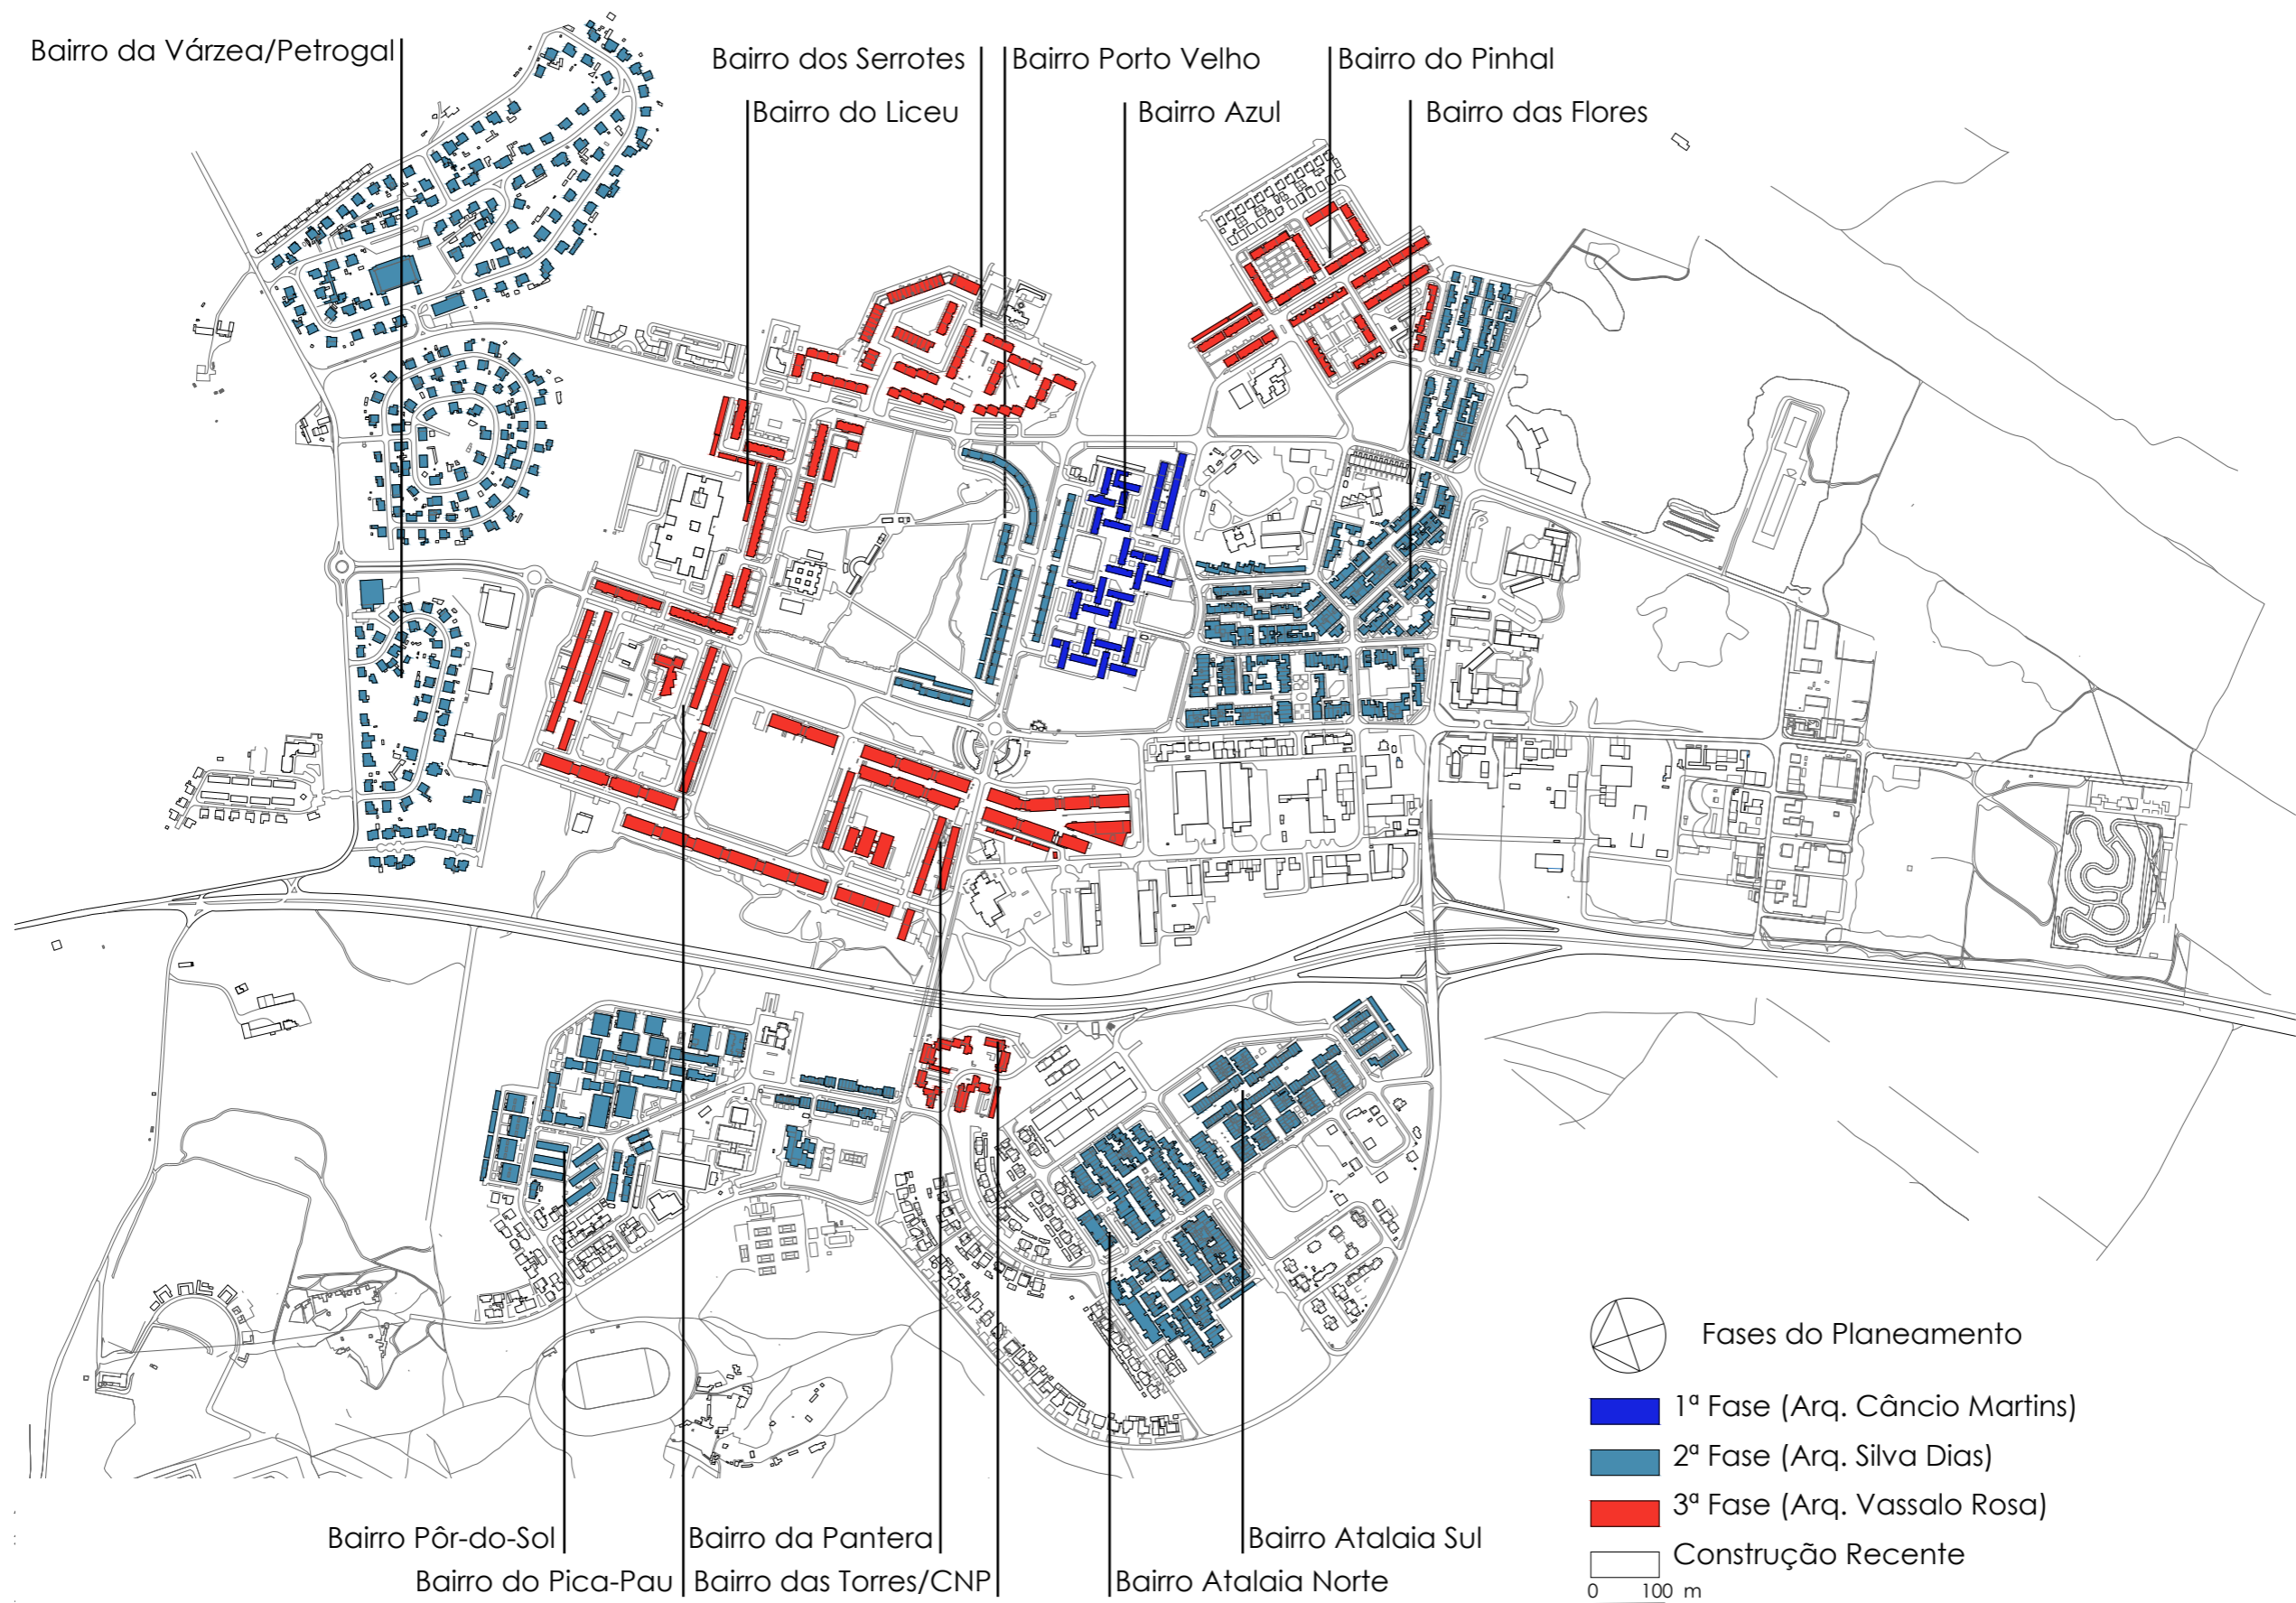 Bairro da Várzea/Petrogal
Bairro dos Serrotes
Bairro Porto Velho
Bairro do Pinhal
Bairro do Liceu
Bairro Azul
Bairro das Flores
Fases do Planeamento
1ª Fase (Arq. Câncio Martins)
2ª Fase (Arq. Silva Dias)
3ª Fase (Arq. Vassalo Rosa)
Construção Recente
0 100 m
Bairro Pôr-do-Sol
Bairro da Pantera
Bairro Atalaia Sul
Bairro do Pica-Pau
Bairro das Torres/CNP
Bairro Atalaia Norte